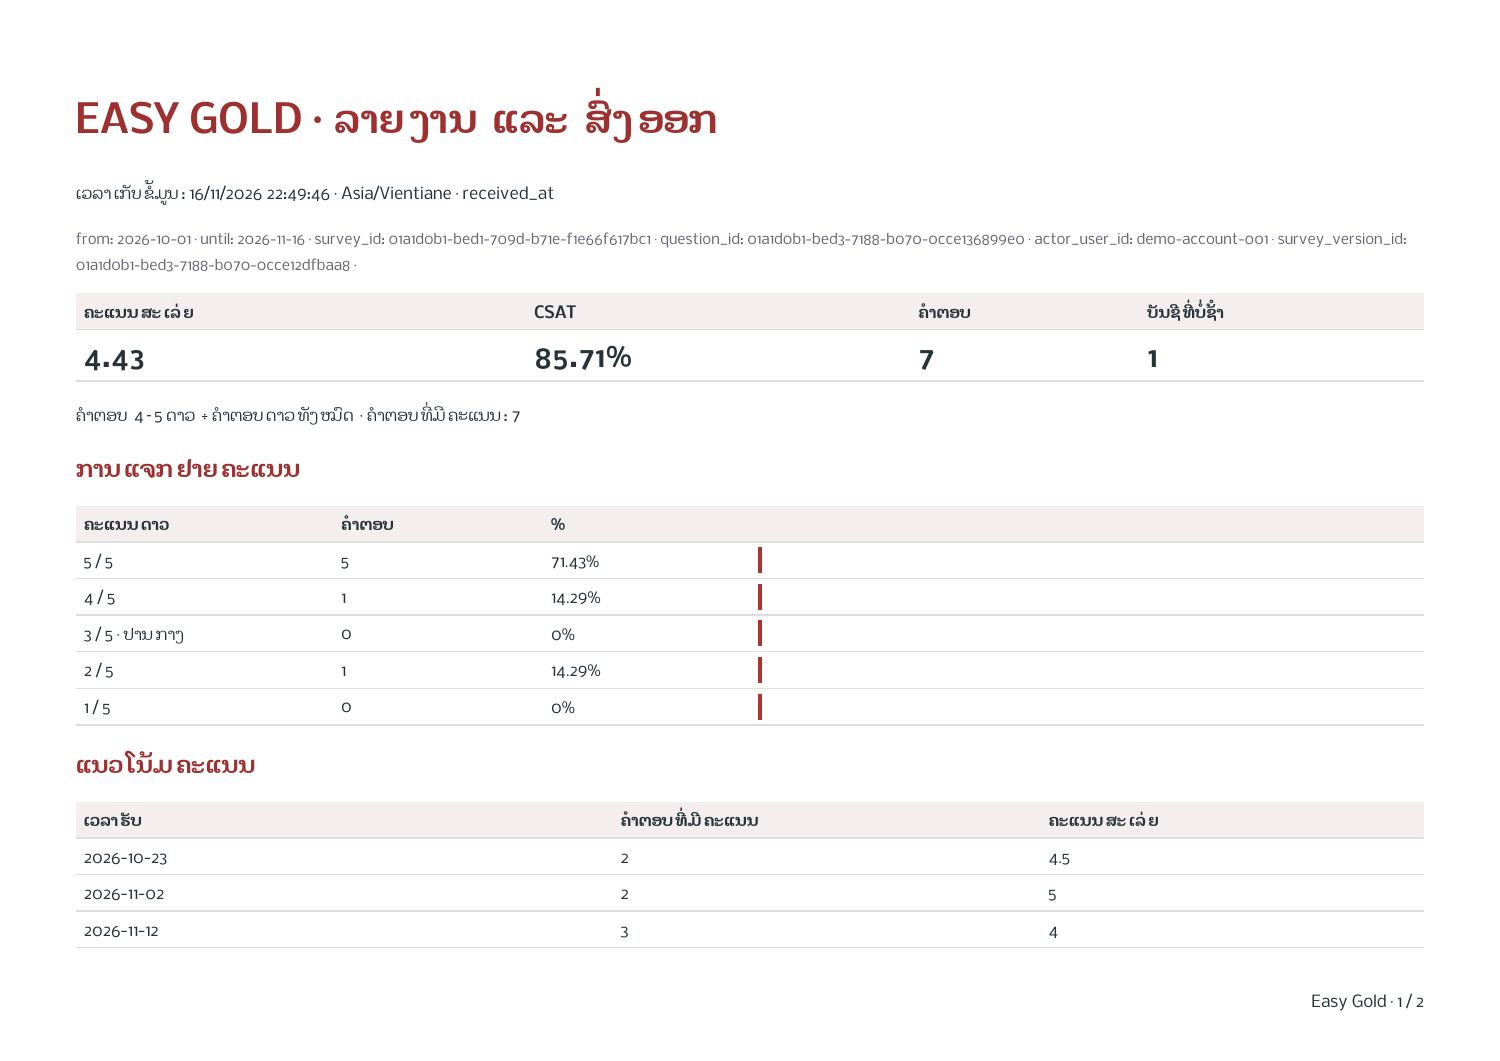 EASY GOLD · ລາຍງານ ແລະ ສົ່ງອອກ
ເວລາເກັບຂໍ້ມູນ: 16/11/2026 22:49:46 · Asia/Vientiane · received_at
from: 2026-10-01 · until: 2026-11-16 · survey_id: 01a1d0b1-bed1-709d-b71e-f1e66f617bc1 · question_id: 01a1d0b1-bed3-7188-b070-0cce136899e0 · actor_user_id: demo-account-001 · survey_version_id:
01a1d0b1-bed3-7188-b070-0cce12dfbaa8 ·
ຄະແນນສະເລ່ຍ CSAT ຄຳຕອບ ບັນຊີທີ່ບໍ່ຊ້ຳ
4.43 85.71% 7 1
ຄຳຕອບ 4-5 ດາວ ÷ ຄຳຕອບດາວທັງໝົດ · ຄຳຕອບທີ່ມີຄະແນນ: 7
ການແຈກຢາຍຄະແນນ
ຄະແນນດາວ ຄຳຕອບ %
5 / 5 5 71.43%
4 / 5 1 14.29%
3 / 5 · ປານກາງ 0 0%
2 / 5 1 14.29%
1 / 5 0 0%
ແນວໂນ້ມຄະແນນ
ເວລາຮັບ ຄຳຕອບທີ່ມີຄະແນນ ຄະແນນສະເລ່ຍ
2026-10-23 2 4.5
2026-11-02 2 5
2026-11-12 3 4
Easy Gold · 1 / 2